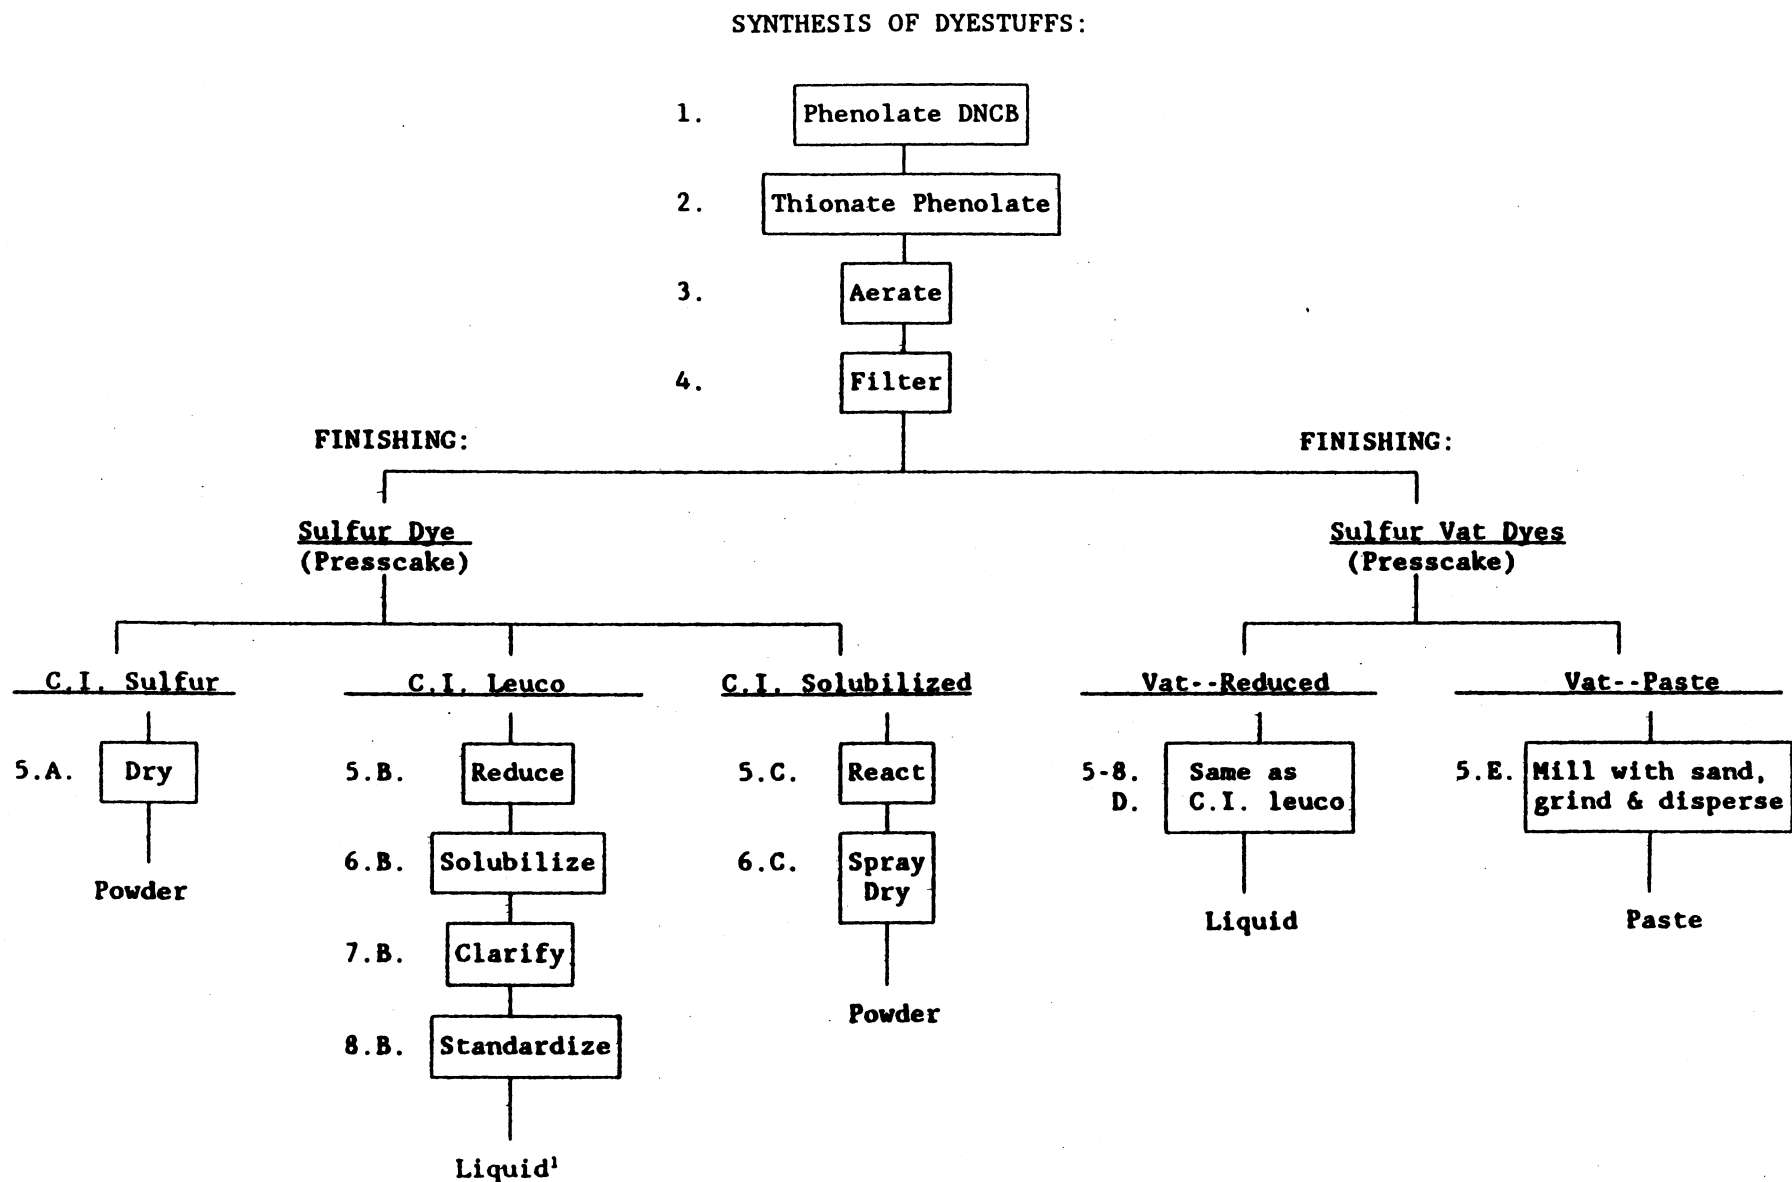 SYNTHESIS OF DYESTUFFS:
1. Phenolate DNCB
2. Thionate Phenolate
3. Aerate
4. Filter
FINISHING: FINISHING:
Sulfur Dye
(Presscake)
Sulfur Vat Dyes
(Presscake)
C.I. Sulfur
5.A. Dry
Powder
C.I. Leuco
5.B. Reduce
6.B. Solubilize
7.B. Clarify
8.B. Standardize
Liquid¹
C.I. Solubilized
5.C. React
6.C. Spray
Dry
Powder
Vat--Reduced
5-8. Same as
D. C.I. leuco
Liquid
Vat--Paste
5.E. Mill with sand,
grind & disperse
Paste